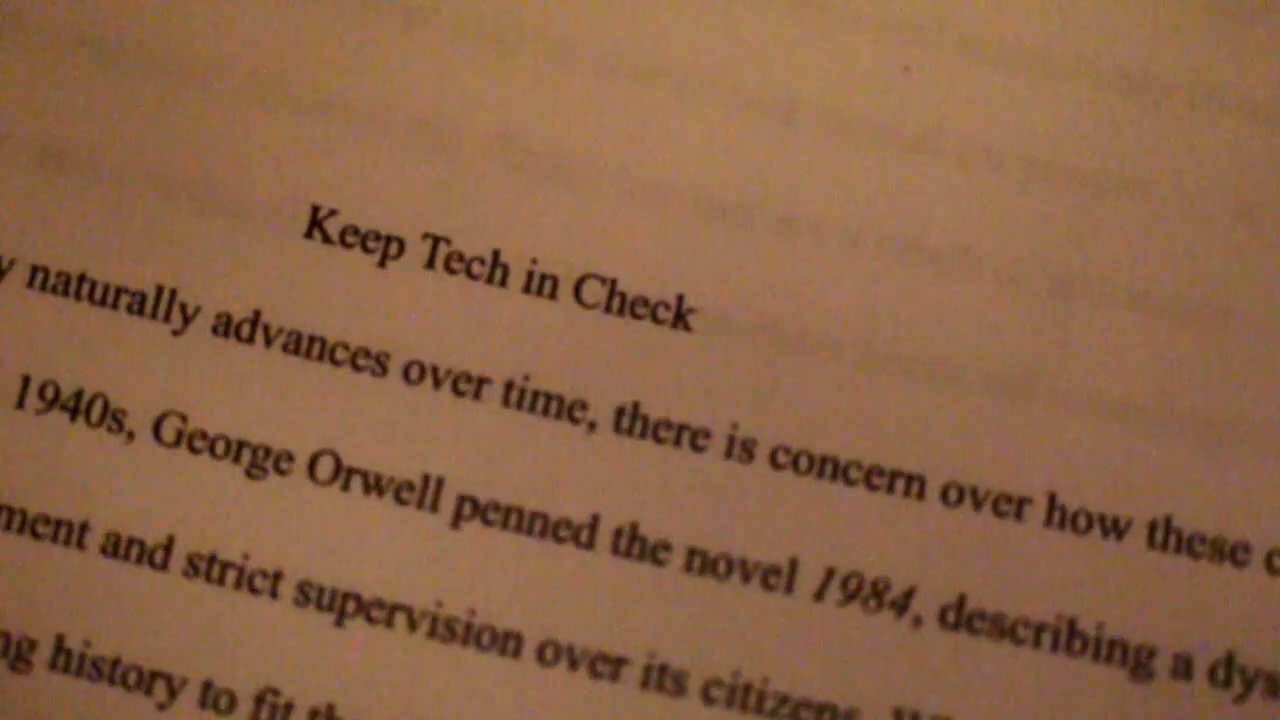 Keep Tech in Check
naturally advances over time, there is concern over how these
1940s, George Orwell penned the novel 1984, describing a
ment and strict supervision over its citizens.
ng history to fit